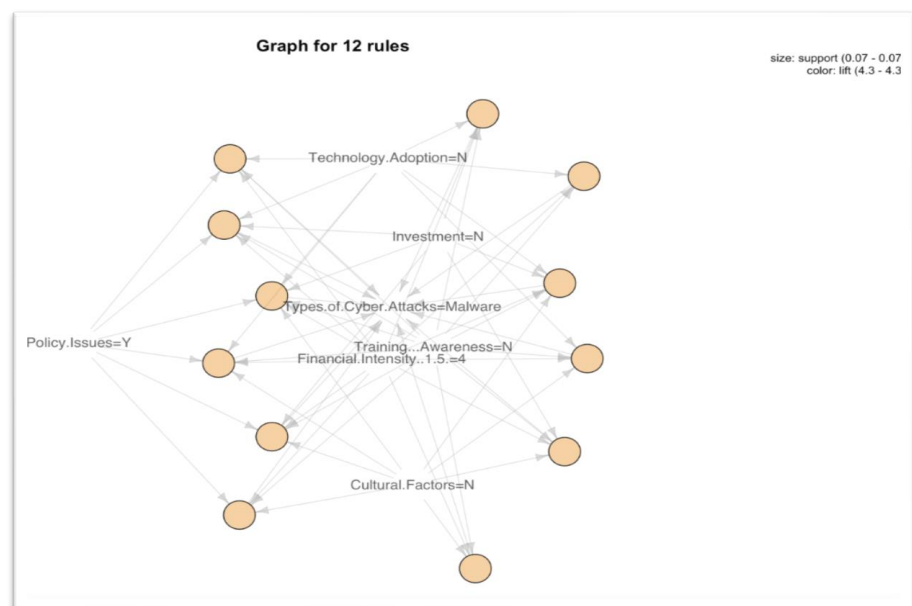 Graph for 12 rules
size: support (0.07 - 0.07
color: lift (4.3 - 4.3
Technology.Adoption=N
Investment=N
Types.of.Cyber.Attacks=Malware
Policy.Issues=Y
Training...Awareness=N
Financial.Intensity..1.5.=4
Cultural.Factors=N